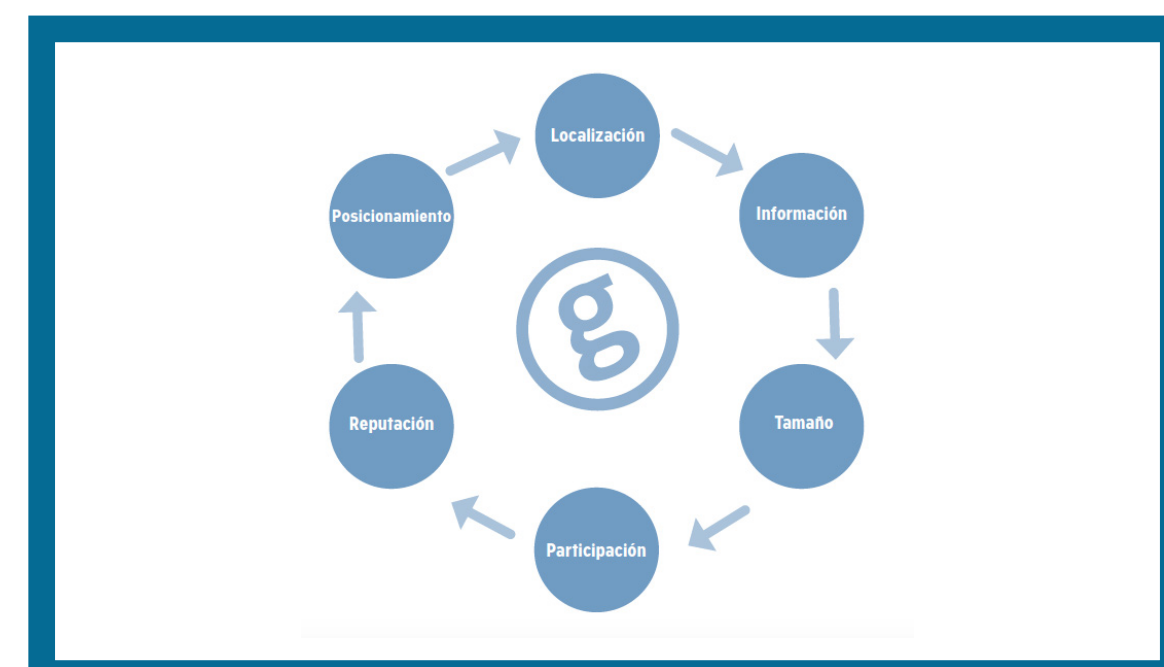 Localización
Información
Tamaño
Participación
Reputación
Posicionamiento
g